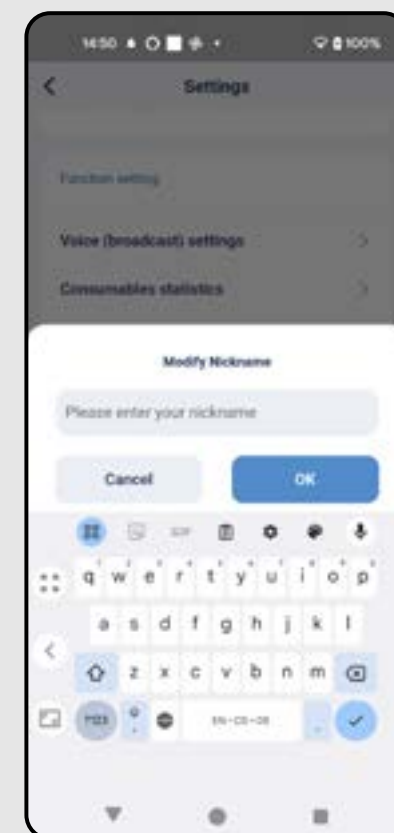 14:50 100%
Settings
Function setting
Voice (broadcast) settings
Consumables statistics
Modify Nickname
Please enter your nickname
Cancel OK
GIF
q w e r t y u i o p
a s d f g h j k l
z x c v b n m
?123 , EN • CS • DE .